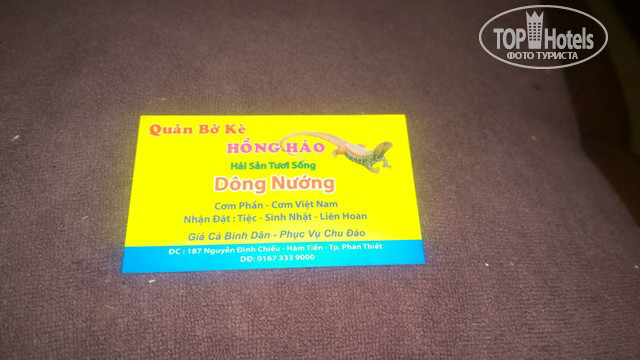 TOP Hotels
ФОТО ТУРИСТА
Quán Bờ Kè
HỒNG HẢO
Hải Sản Tươi Sống
Dông Nướng
Cơm Phần - Cơm Việt Nam
Nhận Đặt : Tiệc - Sinh Nhật - Liên Hoan
Giá Cả Bình Dân - Phục Vụ Chu Đáo
ĐC : 187 Nguyễn Đình Chiểu - Hàm Tiến - Tp. Phan Thiết
DĐ: 0167 333 9000